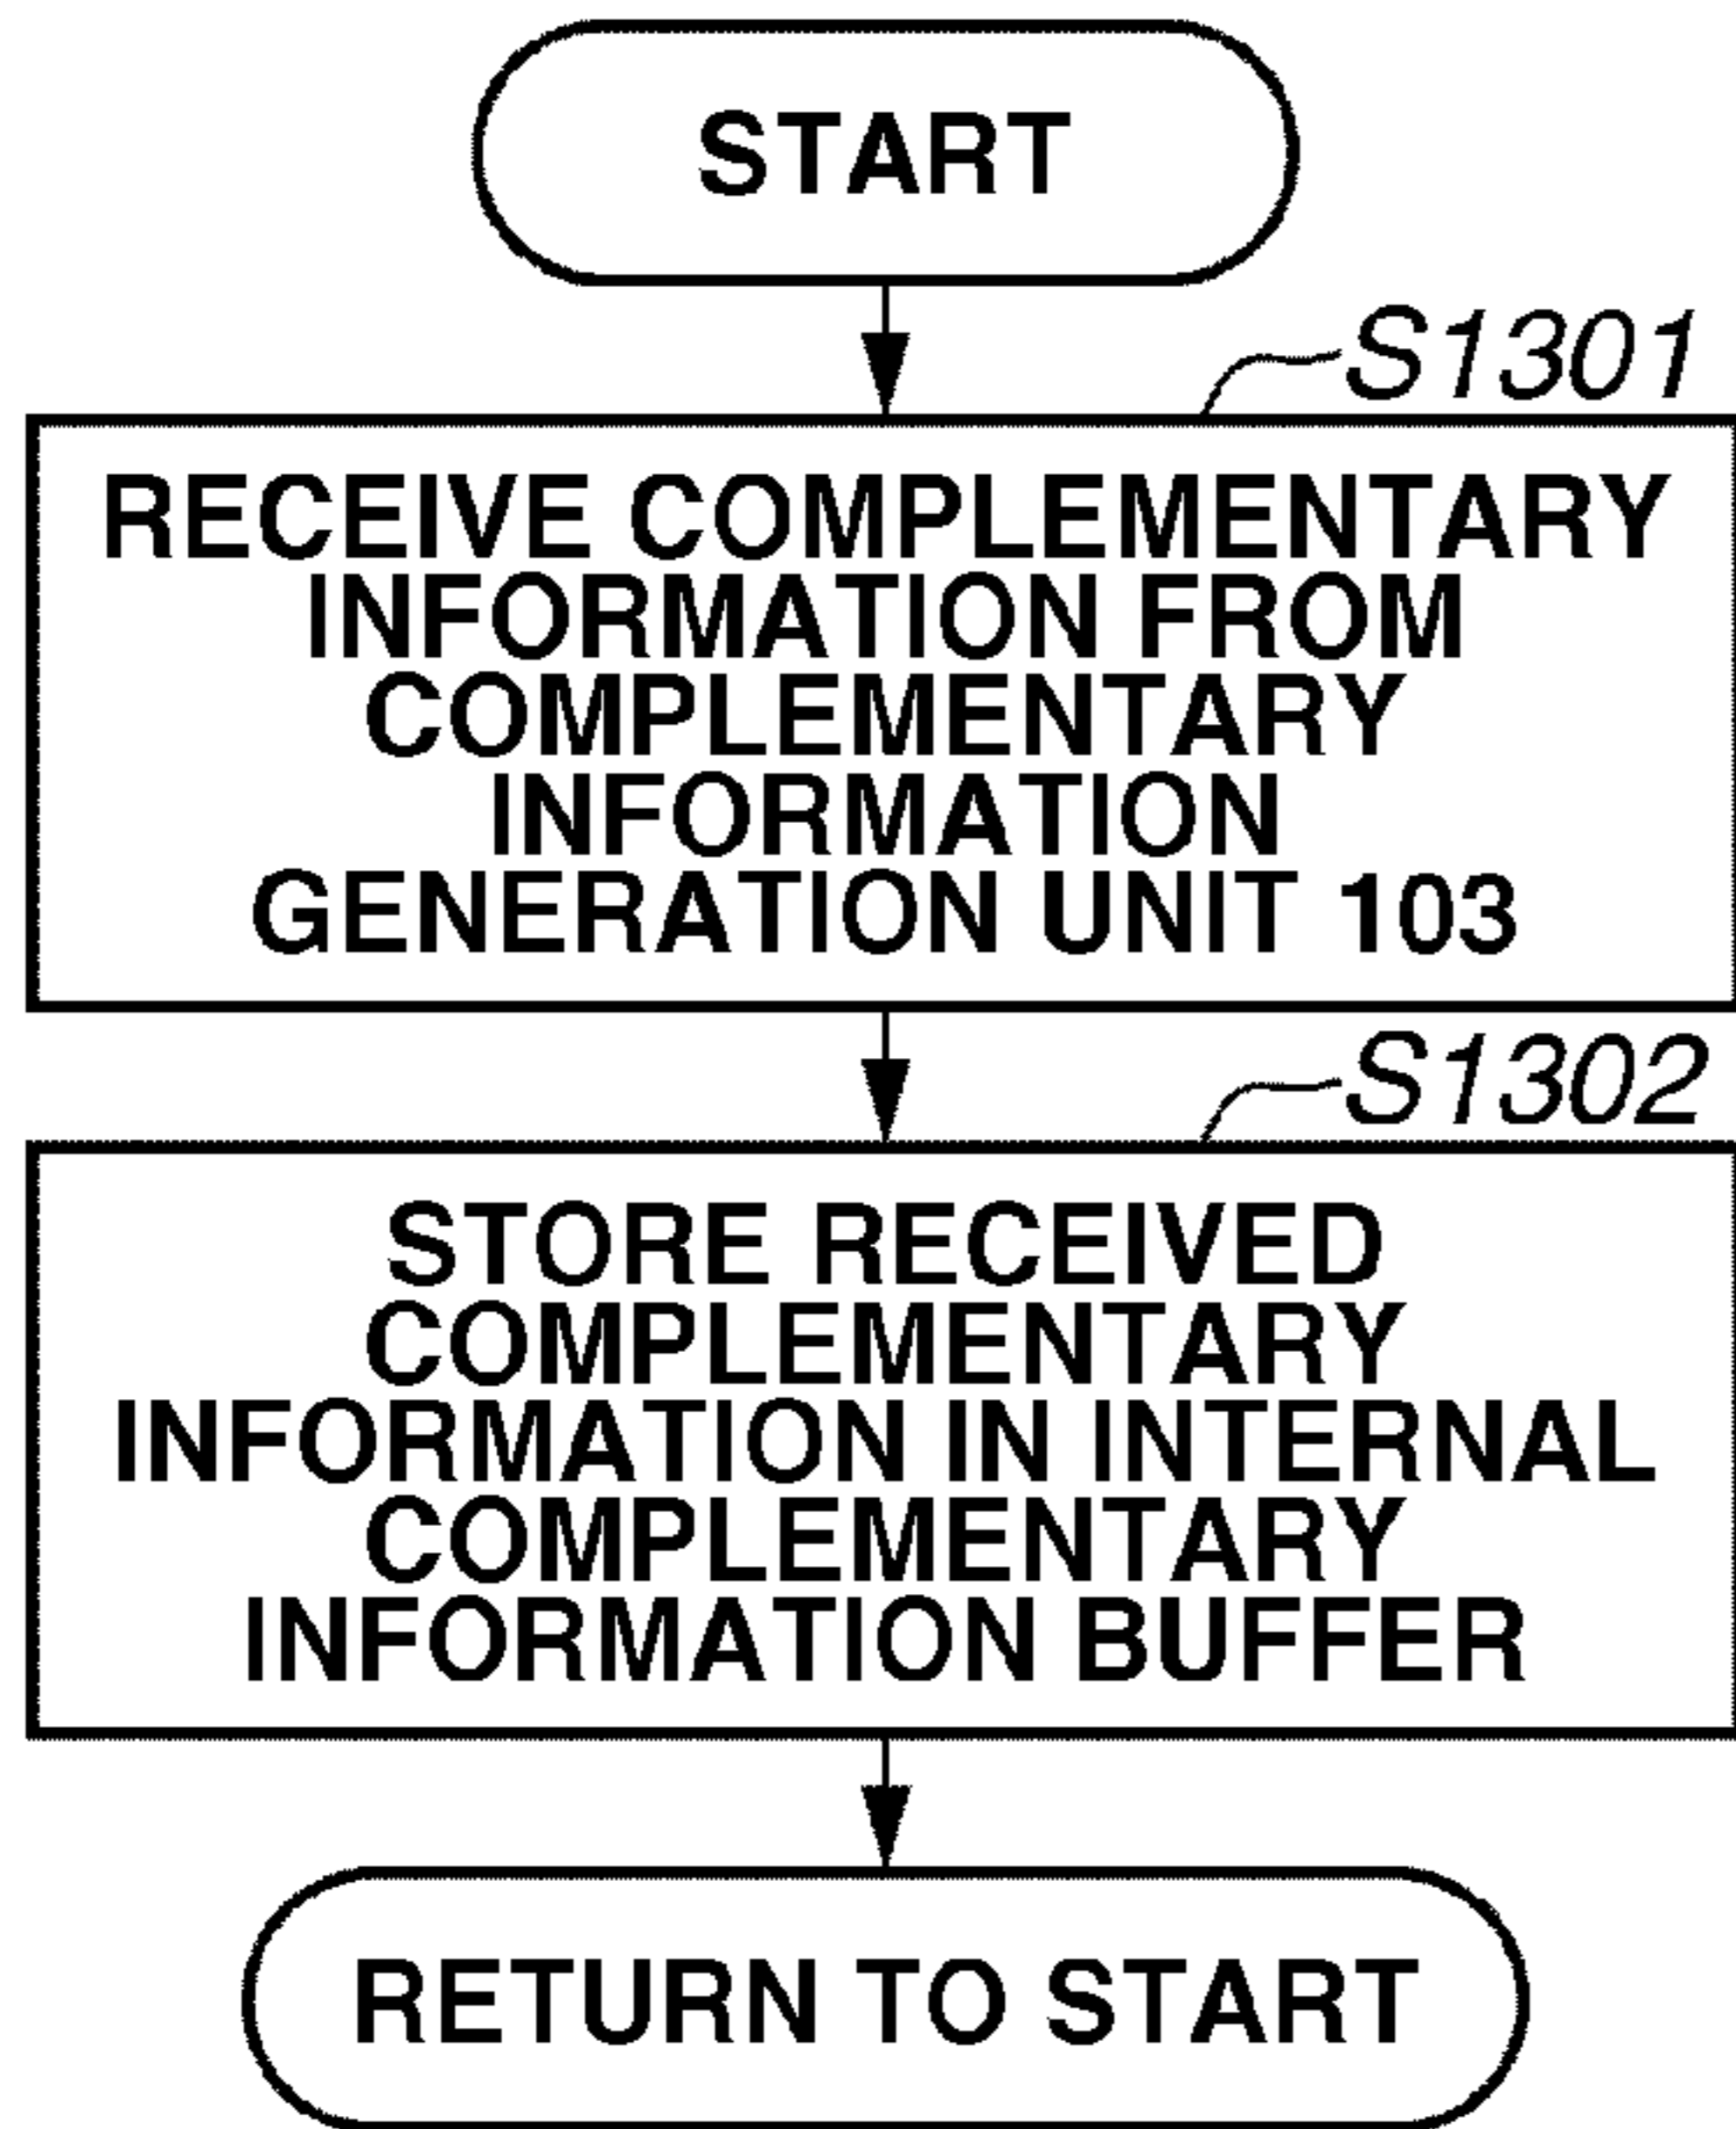 START
S1301
RECEIVE COMPLEMENTARY
INFORMATION FROM
COMPLEMENTARY
INFORMATION
GENERATION UNIT 103
S1302
STORE RECEIVED
COMPLEMENTARY
INFORMATION IN INTERNAL
COMPLEMENTARY
INFORMATION BUFFER
RETURN TO START